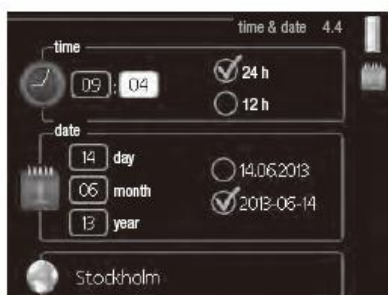 time & date 4.4
time
09 : 04
24 h
12 h
date
14 day
06 month
13 year
14.06.2013
2013-06-14
Stockholm